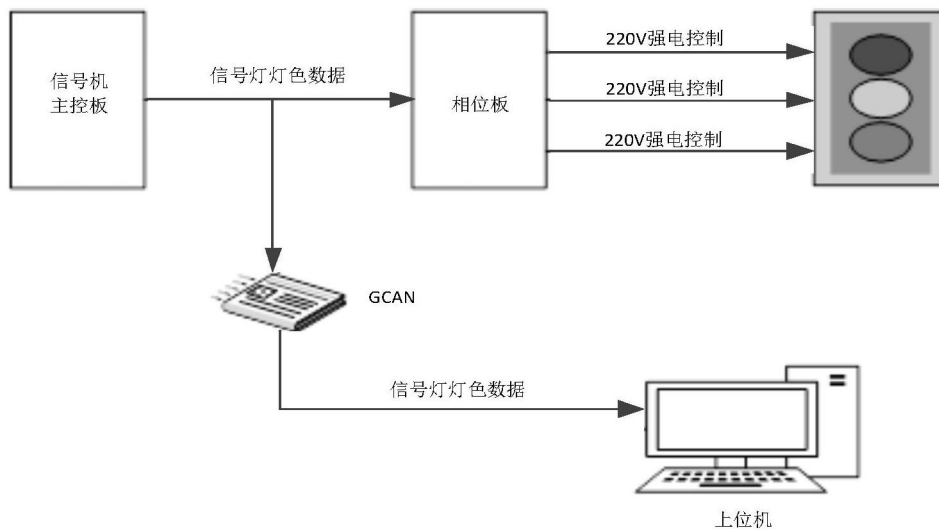 信号机
主控板
信号灯灯色数据
相位板
220V强电控制
220V强电控制
220V强电控制
GCAN
信号灯灯色数据
上位机